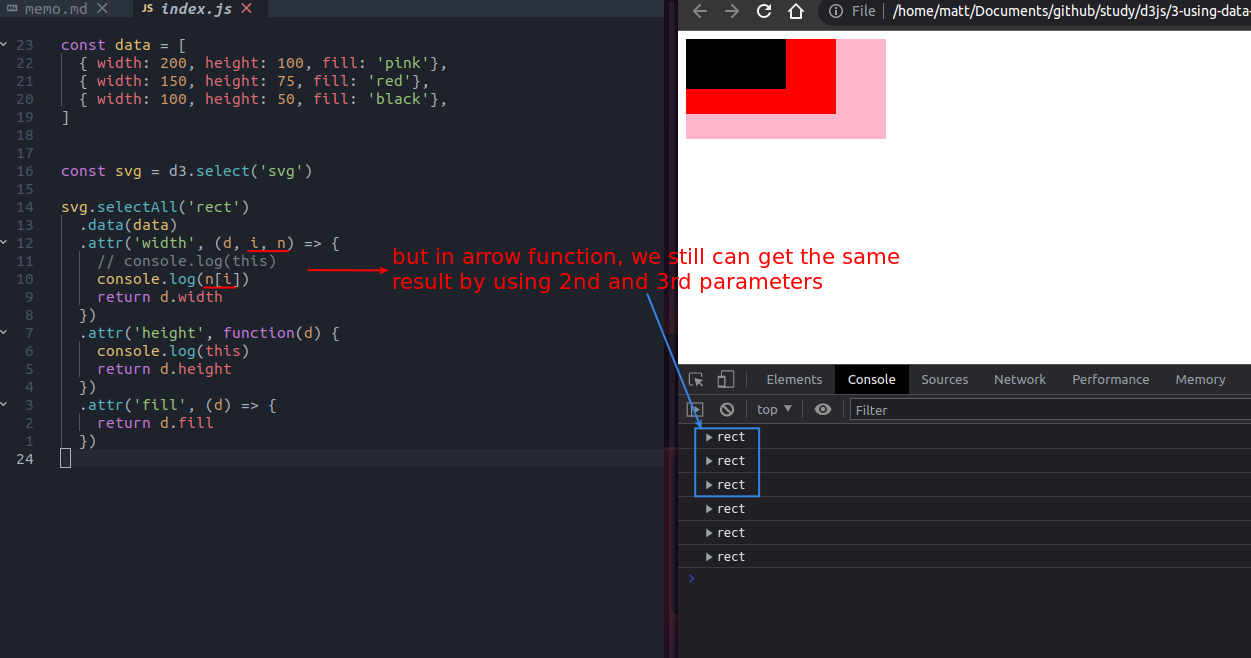 memo.md
JS index.js
23 const data = [
22 { width: 200, height: 100, fill: 'pink'},
21 { width: 150, height: 75, fill: 'red'},
20 { width: 100, height: 50, fill: 'black'},
19 ]
18
17
16 const svg = d3.select('svg')
15
14 svg.selectAll('rect')
13 .data(data)
12 .attr('width', (d, i, n) => {
11 // console.log(this)
10 console.log(n[i])
9 return d.width
8 })
7 .attr('height', function(d) {
6 console.log(this)
5 return d.height
4 })
3 .attr('fill', (d) => {
2 return d.fill
1 })
24
but in arrow function, we still can get the same
result by using 2nd and 3rd parameters
File /home/matt/Documents/github/study/d3js/3-using-data-
Elements Console Sources Network Performance Memory
top Filter
rect
rect
rect
rect
rect
rect